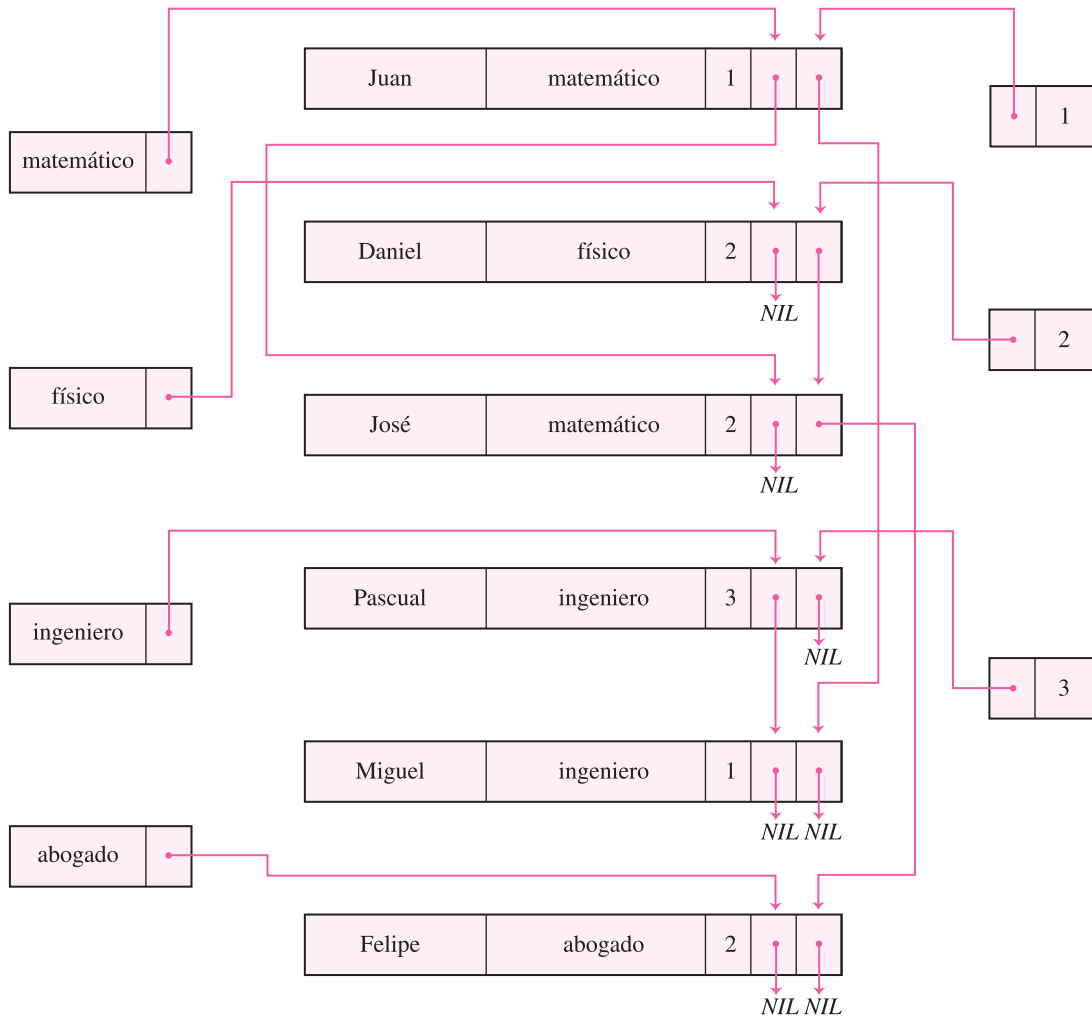 Juan matemático 1
1
matemático
Daniel físico 2
NIL
2
físico
José matemático 2
NIL
Pascual ingeniero 3
ingeniero
NIL
3
Miguel ingeniero 1
NIL NIL
abogado
Felipe abogado 2
NIL NIL